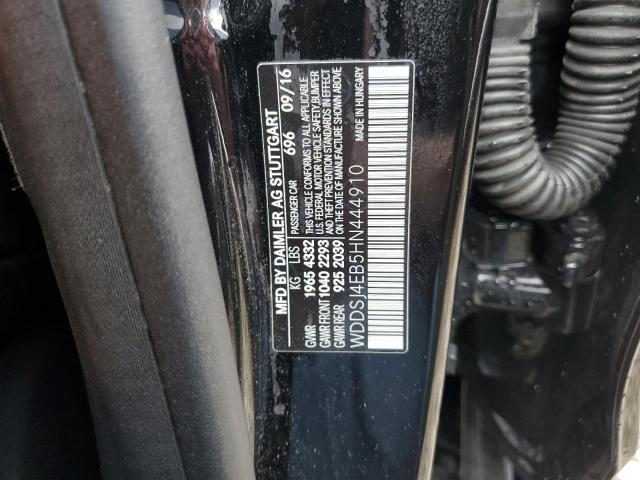 MFD BY DAIMLER AG STUTTGART
KG LBS PASSENGER CAR 696 09/16
GVWR 1965 4332 THIS VEHICLE CONFORMS TO ALL APPLICABLE
GAWR FRONT 1040 2293 U.S. FEDERAL MOTOR VEHICLE SAFETY, BUMPER
GAWR REAR 925 2039 AND THEFT PREVENTION STANDARDS IN EFFECT
ON THE DATE OF MANUFACTURE SHOWN ABOVE
WDDSJ4EB5HN444910 MADE IN HUNGARY